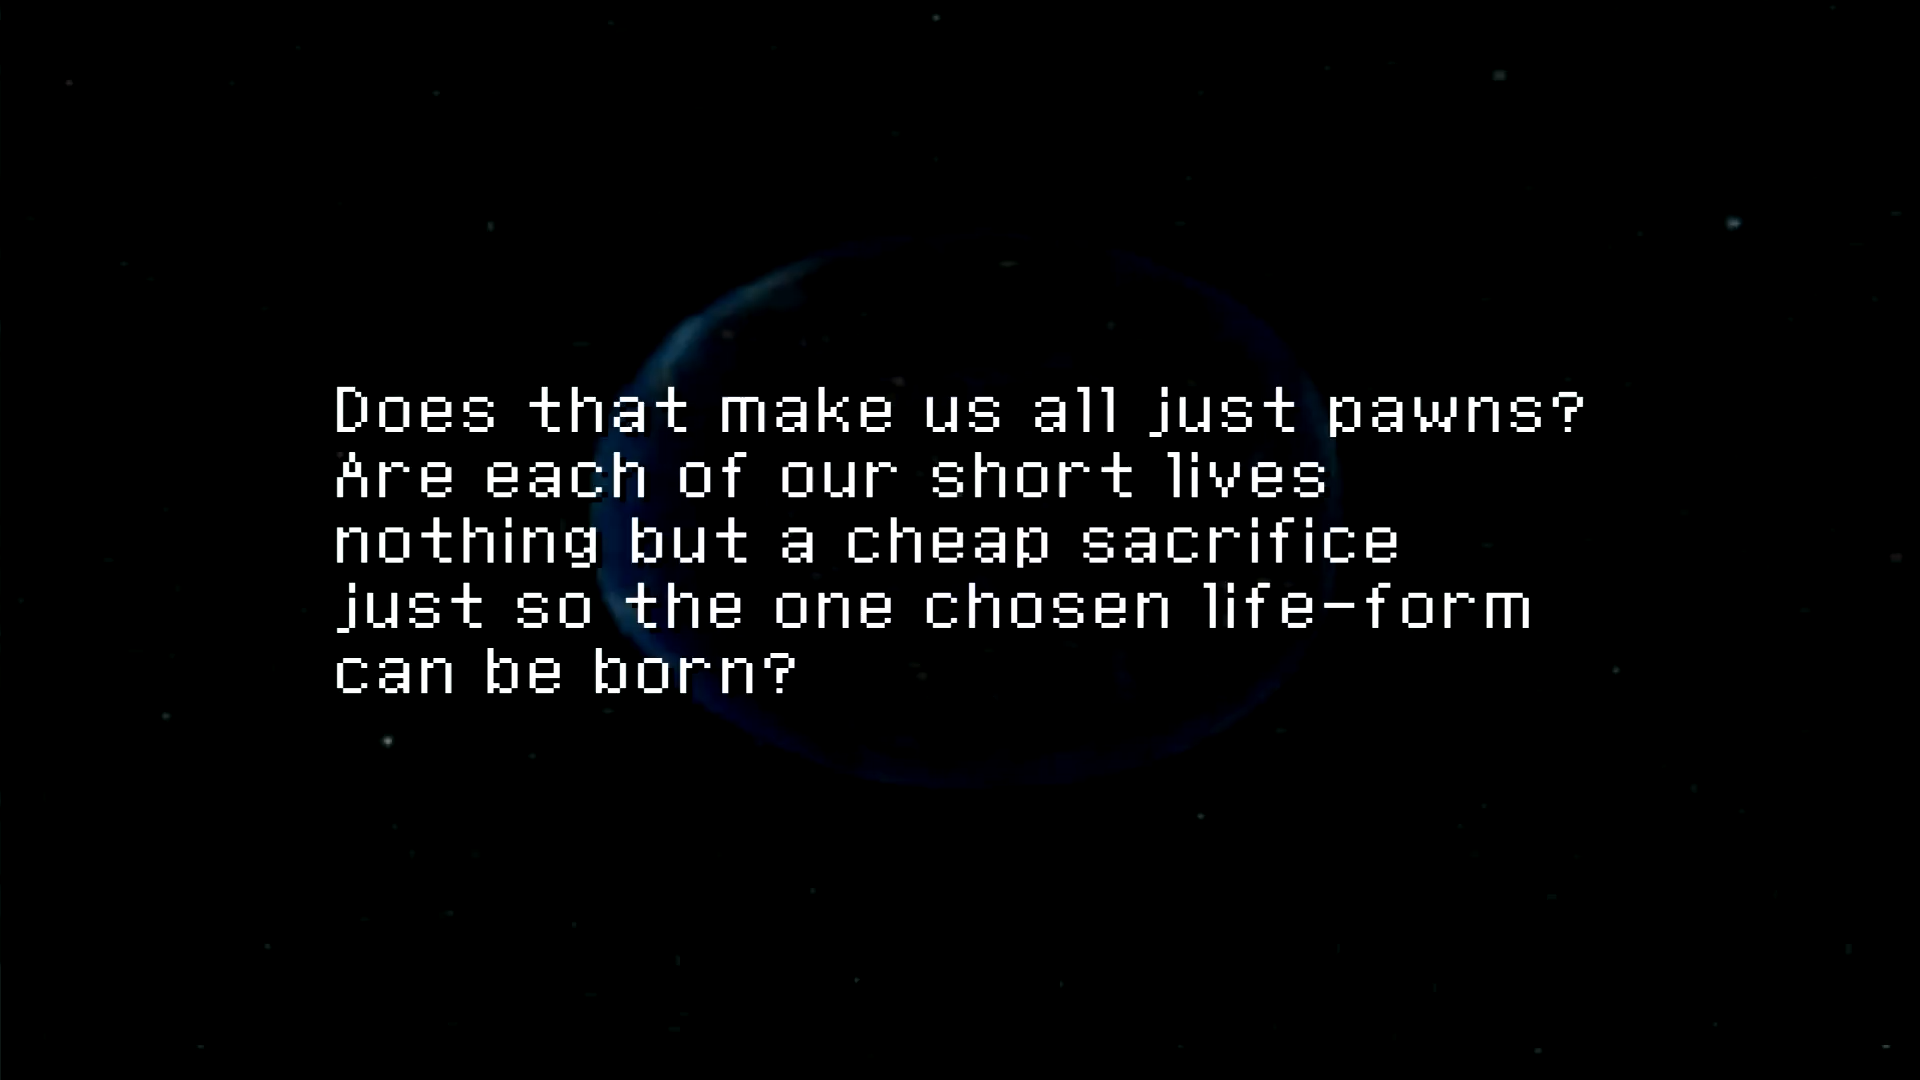 Does that make us all just pawns?
Are each of our short lives
nothing but a cheap sacrifice
just so the one chosen life-form
can be born?